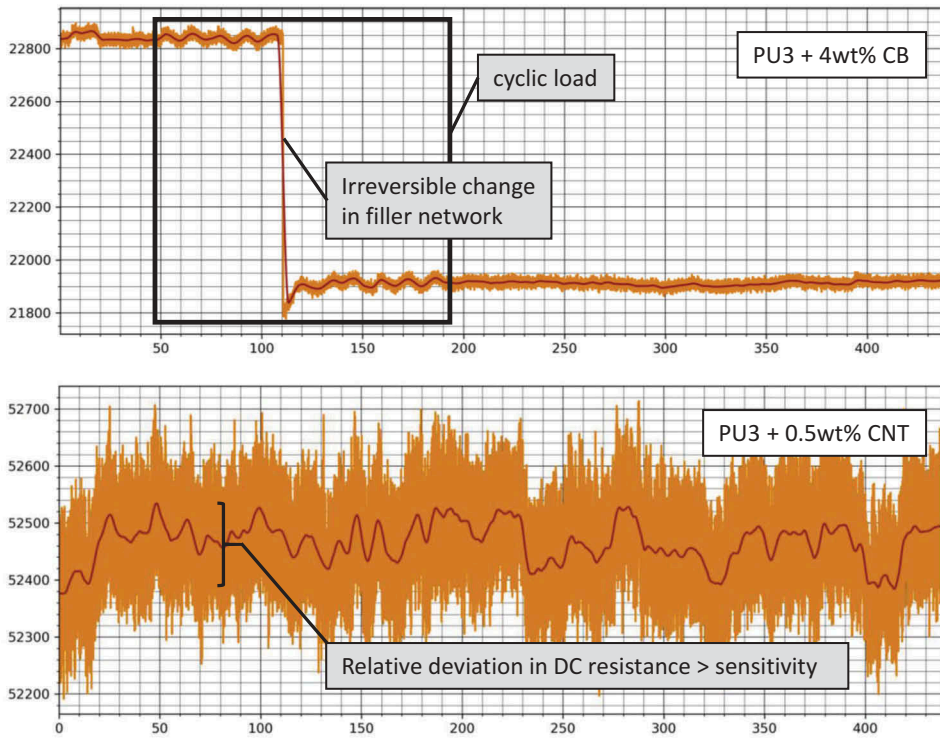 22800
PU3 + 4wt% CB
cyclic load
22600
22400
Irreversible change
in filler network
22200
22000
21800
50 100 150 200 250 300 350 400
52700
PU3 + 0.5wt% CNT
52600
52500
52400
52300
Relative deviation in DC resistance > sensitivity
52200
0 50 100 150 200 250 300 350 400